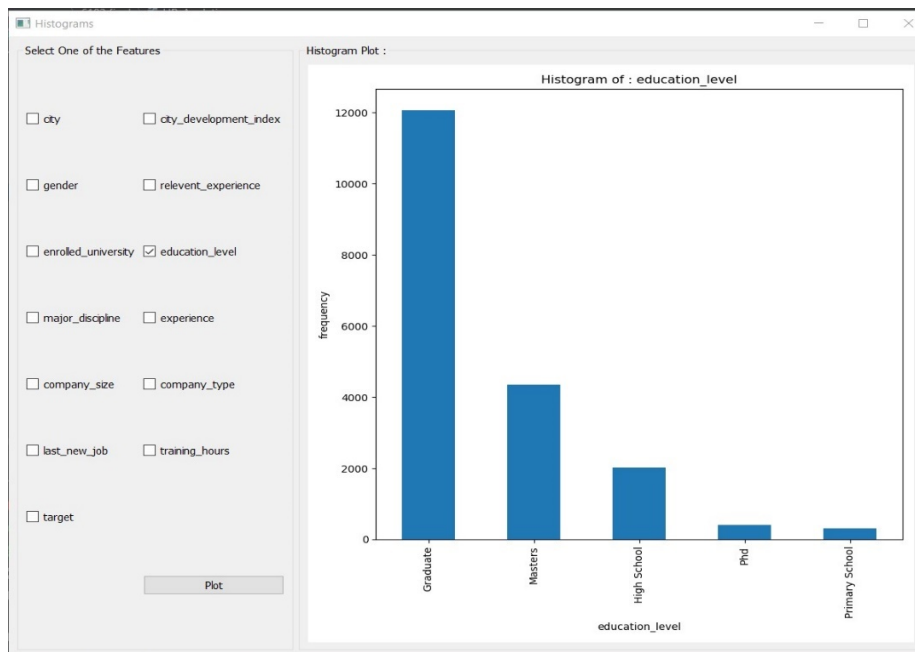 Histograms
Select One of the Features
city
city_development_index
gender
relevent_experience
enrolled_university
education_level
major_discipline
experience
company_size
company_type
last_new_job
training_hours
target
Plot
Histogram Plot :
Histogram of : education_level
12000
10000
8000
6000
4000
2000
0
frequency
Graduate
Masters
High School
Phd
Primary School
education_level